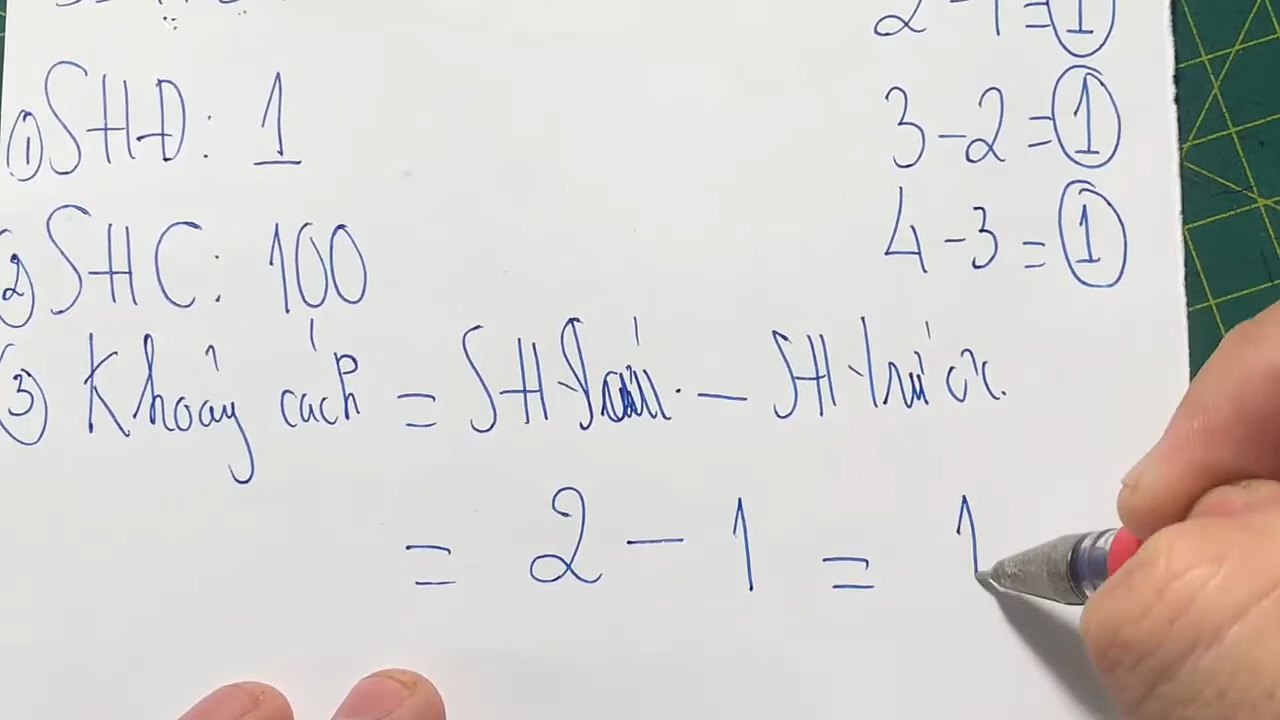 2-1=1
① SHĐ: 1
3-2=1
② SHC: 100
4-3=1
③ Khoảng cách = SH sau - SH trước
= 2 - 1 = 1